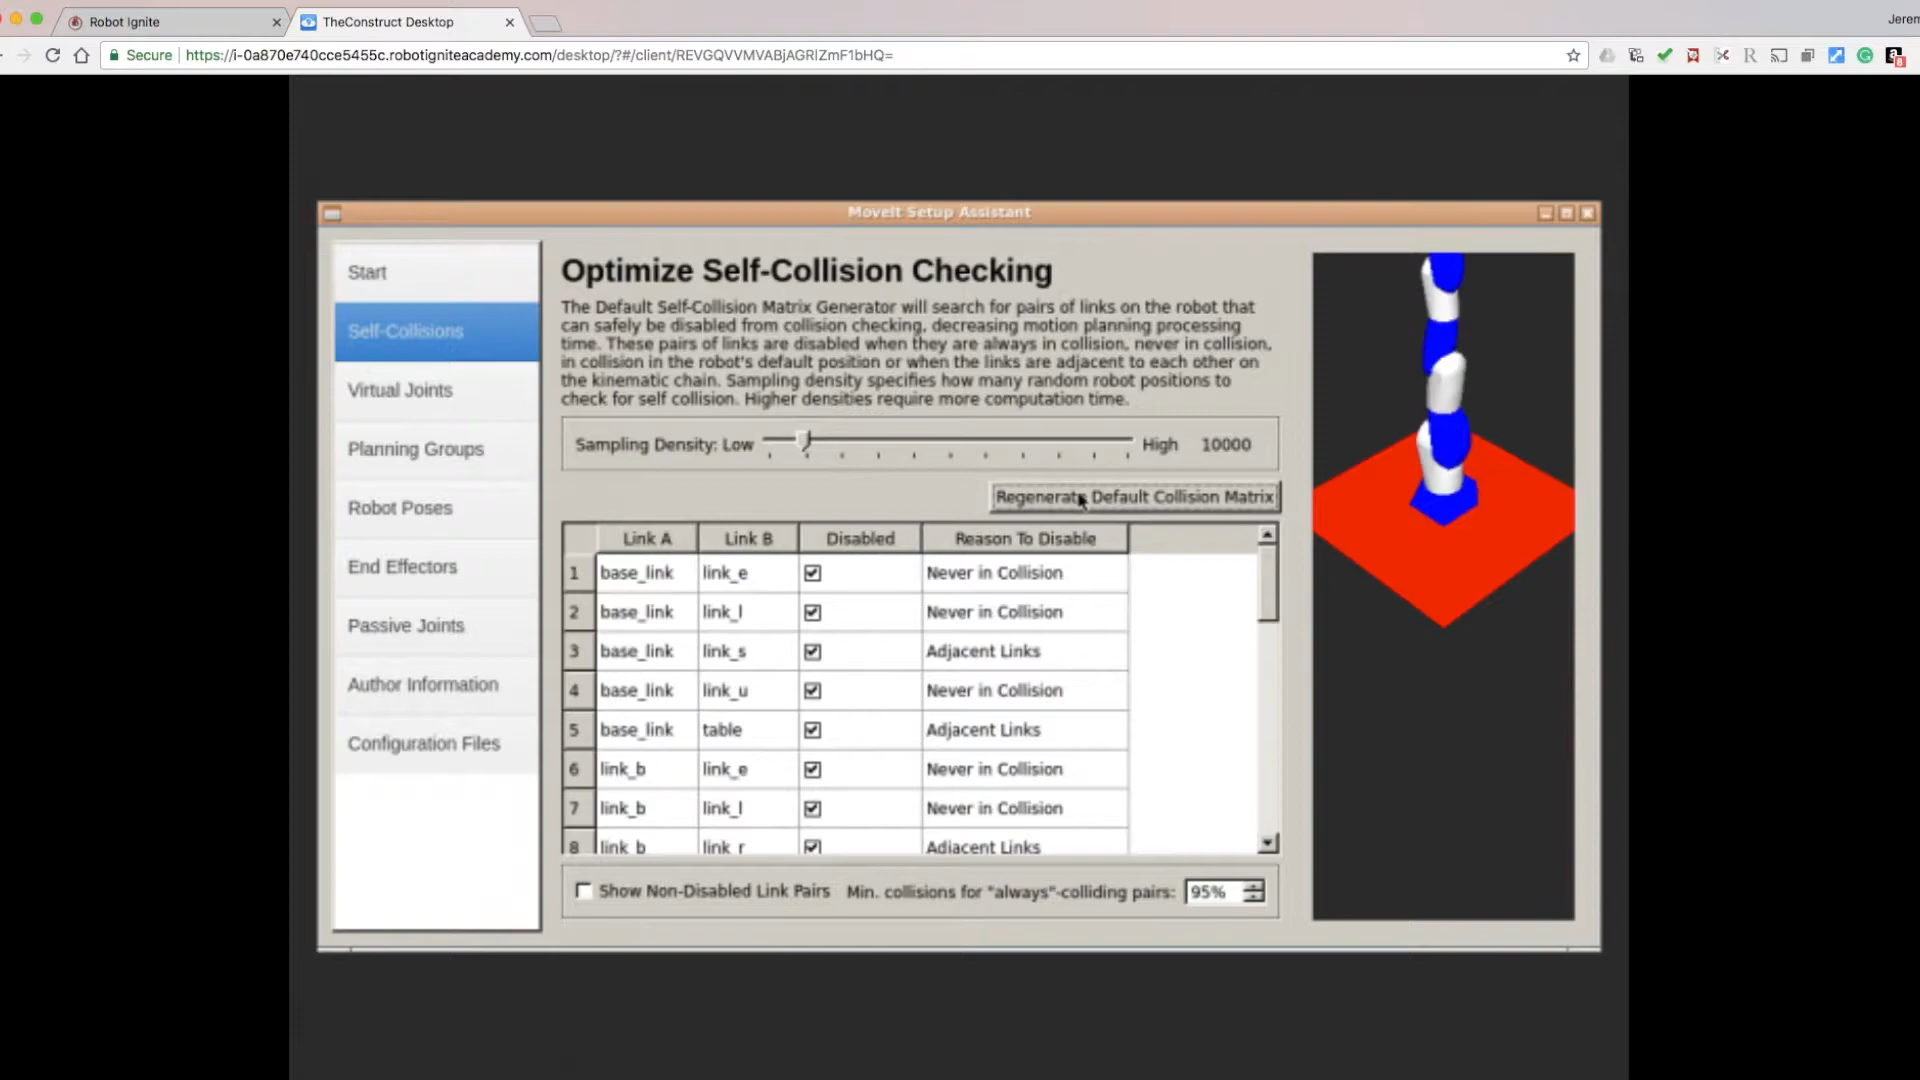 Robot Ignite
TheConstruct Desktop
Jerem
Secure
https://i-0a870e740cce5455c.robotigniteacademy.com/desktop/?#/client/REVGQVVMVABjAGRlZmF1bHQ=
R
G
a
8
MoveIt Setup Assistant
Start
Self-Collisions
Virtual Joints
Planning Groups
Robot Poses
End Effectors
Passive Joints
Author Information
Configuration Files
Optimize Self-Collision Checking
The Default Self-Collision Matrix Generator will search for pairs of links on the robot that
can safely be disabled from collision checking, decreasing motion planning processing
time. These pairs of links are disabled when they are always in collision, never in collision,
in collision in the robot's default position or when the links are adjacent to each other on
the kinematic chain. Sampling density specifies how many random robot positions to
check for self collision. Higher densities require more computation time.
Sampling Density: Low High 10000
Regenerate Default Collision Matrix
Link A Link B Disabled Reason To Disable
1 base_link link_e Never in Collision
2 base_link link_l Never in Collision
3 base_link link_s Adjacent Links
4 base_link link_u Never in Collision
5 base_link table Adjacent Links
6 link_b link_e Never in Collision
7 link_b link_l Never in Collision
8 link_b link_r Adjacent Links
Show Non-Disabled Link Pairs Min. collisions for "always"-colliding pairs: 95%